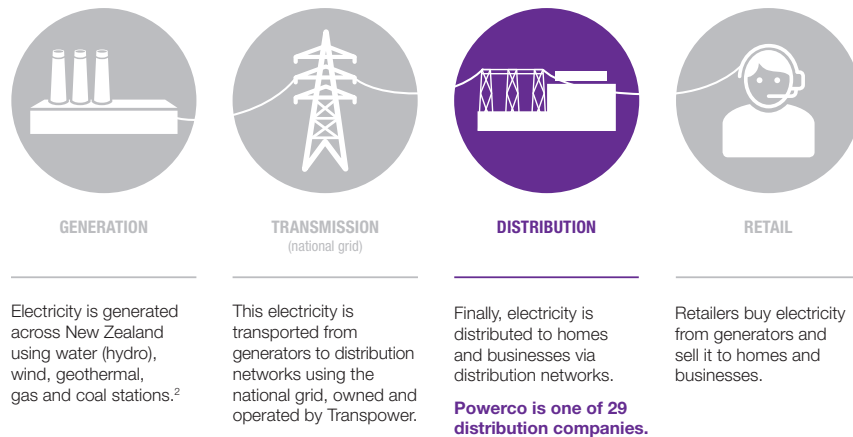 GENERATION
Electricity is generated
across New Zealand
using water (hydro),
wind, geothermal,
gas and coal stations.²
TRANSMISSION
(national grid)
This electricity is
transported from
generators to distribution
networks using the
national grid, owned and
operated by Transpower.
DISTRIBUTION
Finally, electricity is
distributed to homes
and businesses via
distribution networks.
Powerco is one of 29
distribution companies.
RETAIL
Retailers buy electricity
from generators and
sell it to homes and
businesses.